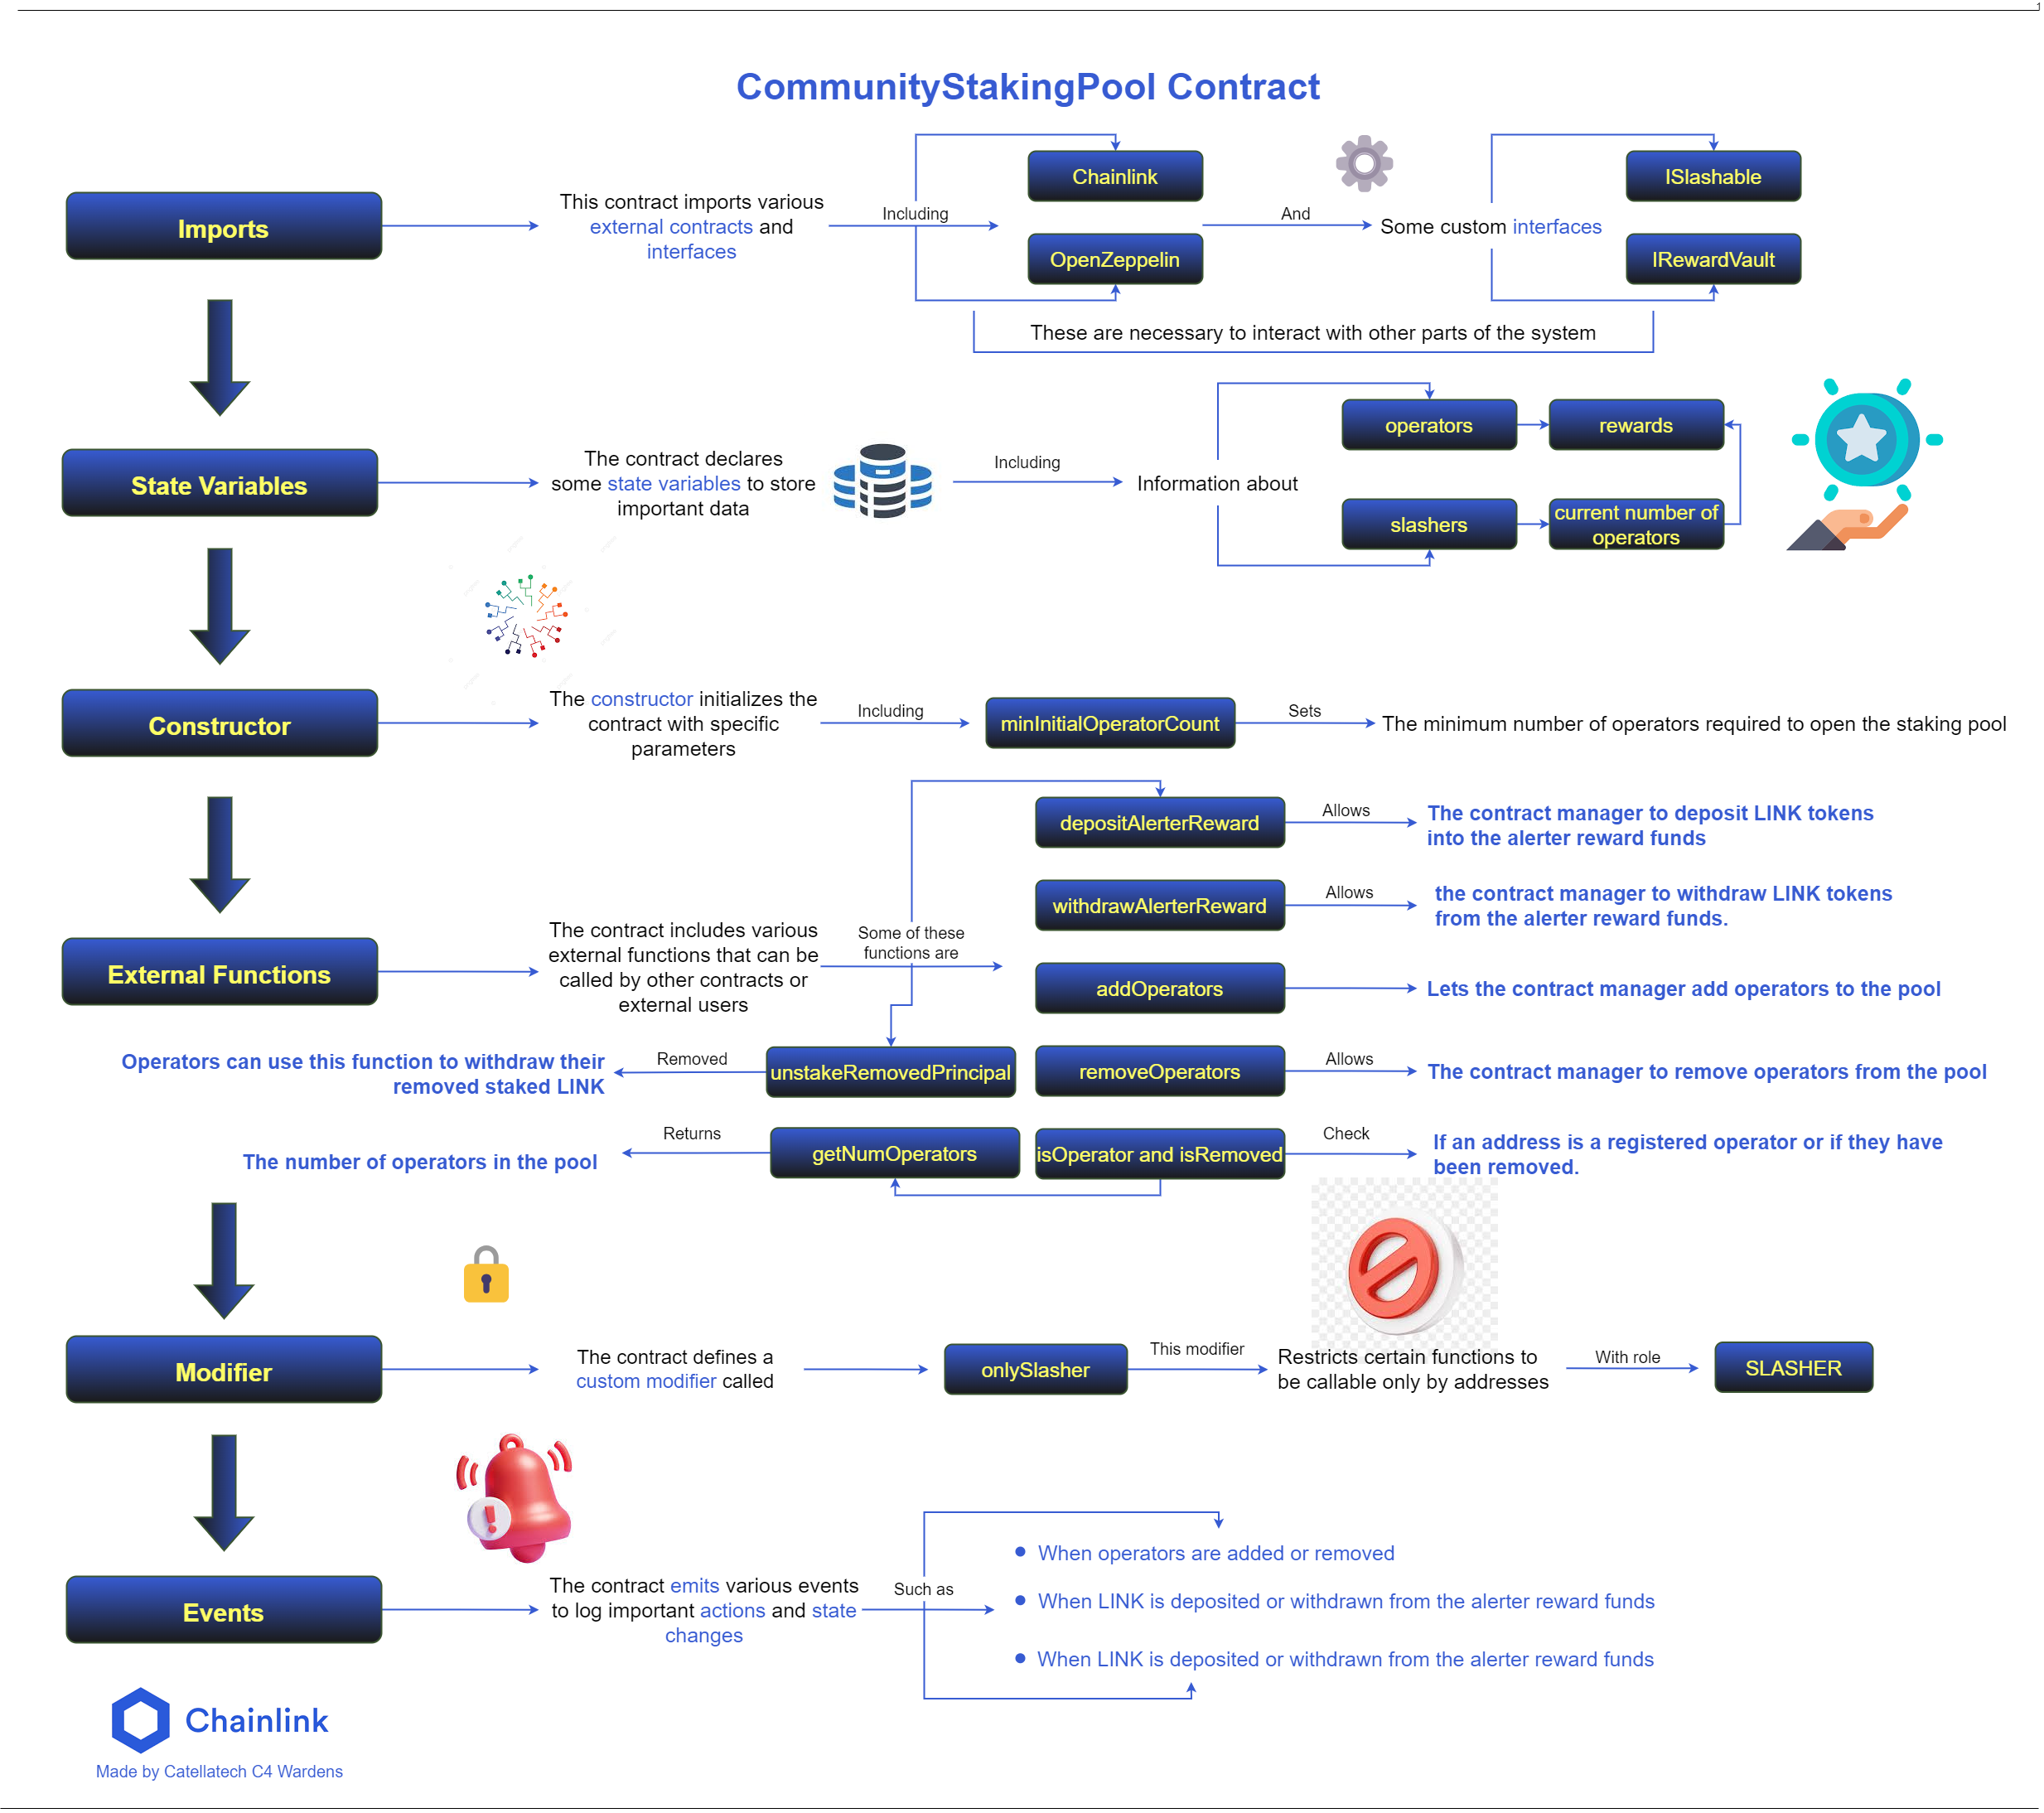 1
CommunityStakingPool Contract
Imports
This contract imports various
external contracts and
interfaces
Including
Chainlink
OpenZeppelin
And
Some custom interfaces
ISlashable
IRewardVault
These are necessary to interact with other parts of the system
State Variables
The contract declares
some state variables to store
important data
Including
Information about
operators
rewards
slashers
current number of
operators
Constructor
The constructor initializes the
contract with specific
parameters
Including
minInitialOperatorCount
Sets
The minimum number of operators required to open the staking pool
External Functions
The contract includes various
external functions that can be
called by other contracts or
external users
Some of these
functions are
depositAlerterReward
Allows
The contract manager to deposit LINK tokens
into the alerter reward funds
withdrawAlerterReward
Allows
the contract manager to withdraw LINK tokens
from the alerter reward funds.
addOperators
Lets the contract manager add operators to the pool
Operators can use this function to withdraw their
removed staked LINK
Removed
unstakeRemovedPrincipal
removeOperators
Allows
The contract manager to remove operators from the pool
The number of operators in the pool
Returns
getNumOperators
isOperator and isRemoved
Check
If an address is a registered operator or if they have
been removed.
Modifier
The contract defines a
custom modifier called
onlySlasher
This modifier
Restricts certain functions to
be callable only by addresses
With role
SLASHER
Events
The contract emits various events
to log important actions and state
changes
Such as
When operators are added or removed
When LINK is deposited or withdrawn from the alerter reward funds
When LINK is deposited or withdrawn from the alerter reward funds
Chainlink
Made by Catellatech C4 Wardens